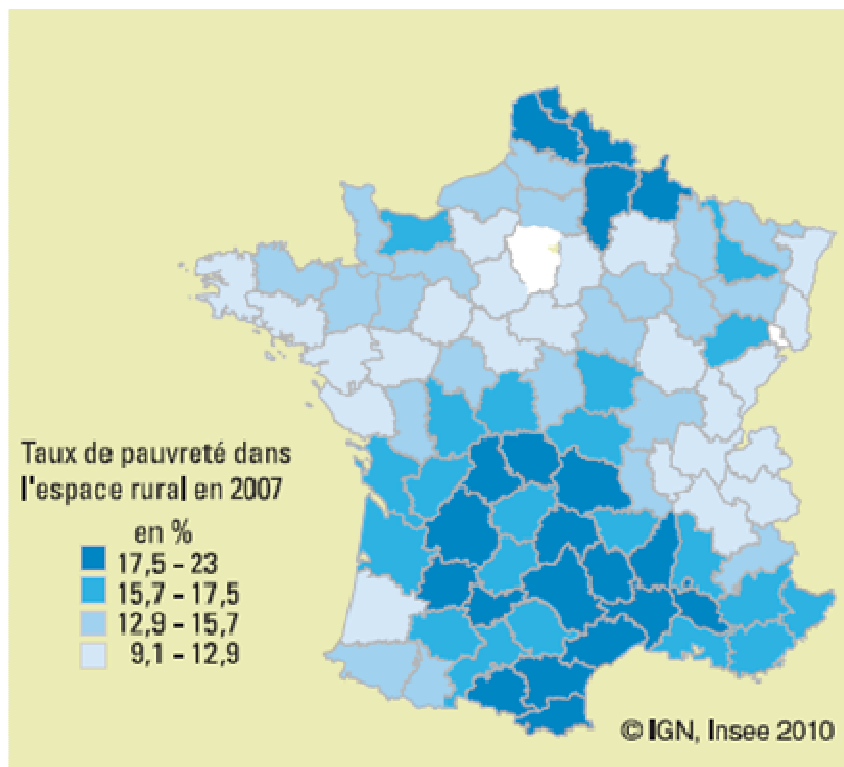 Taux de pauvreté dans
l'espace rural en 2007
en %
17,5 - 23
15,7 - 17,5
12,9 - 15,7
9,1 - 12,9
© IGN, Insee 2010